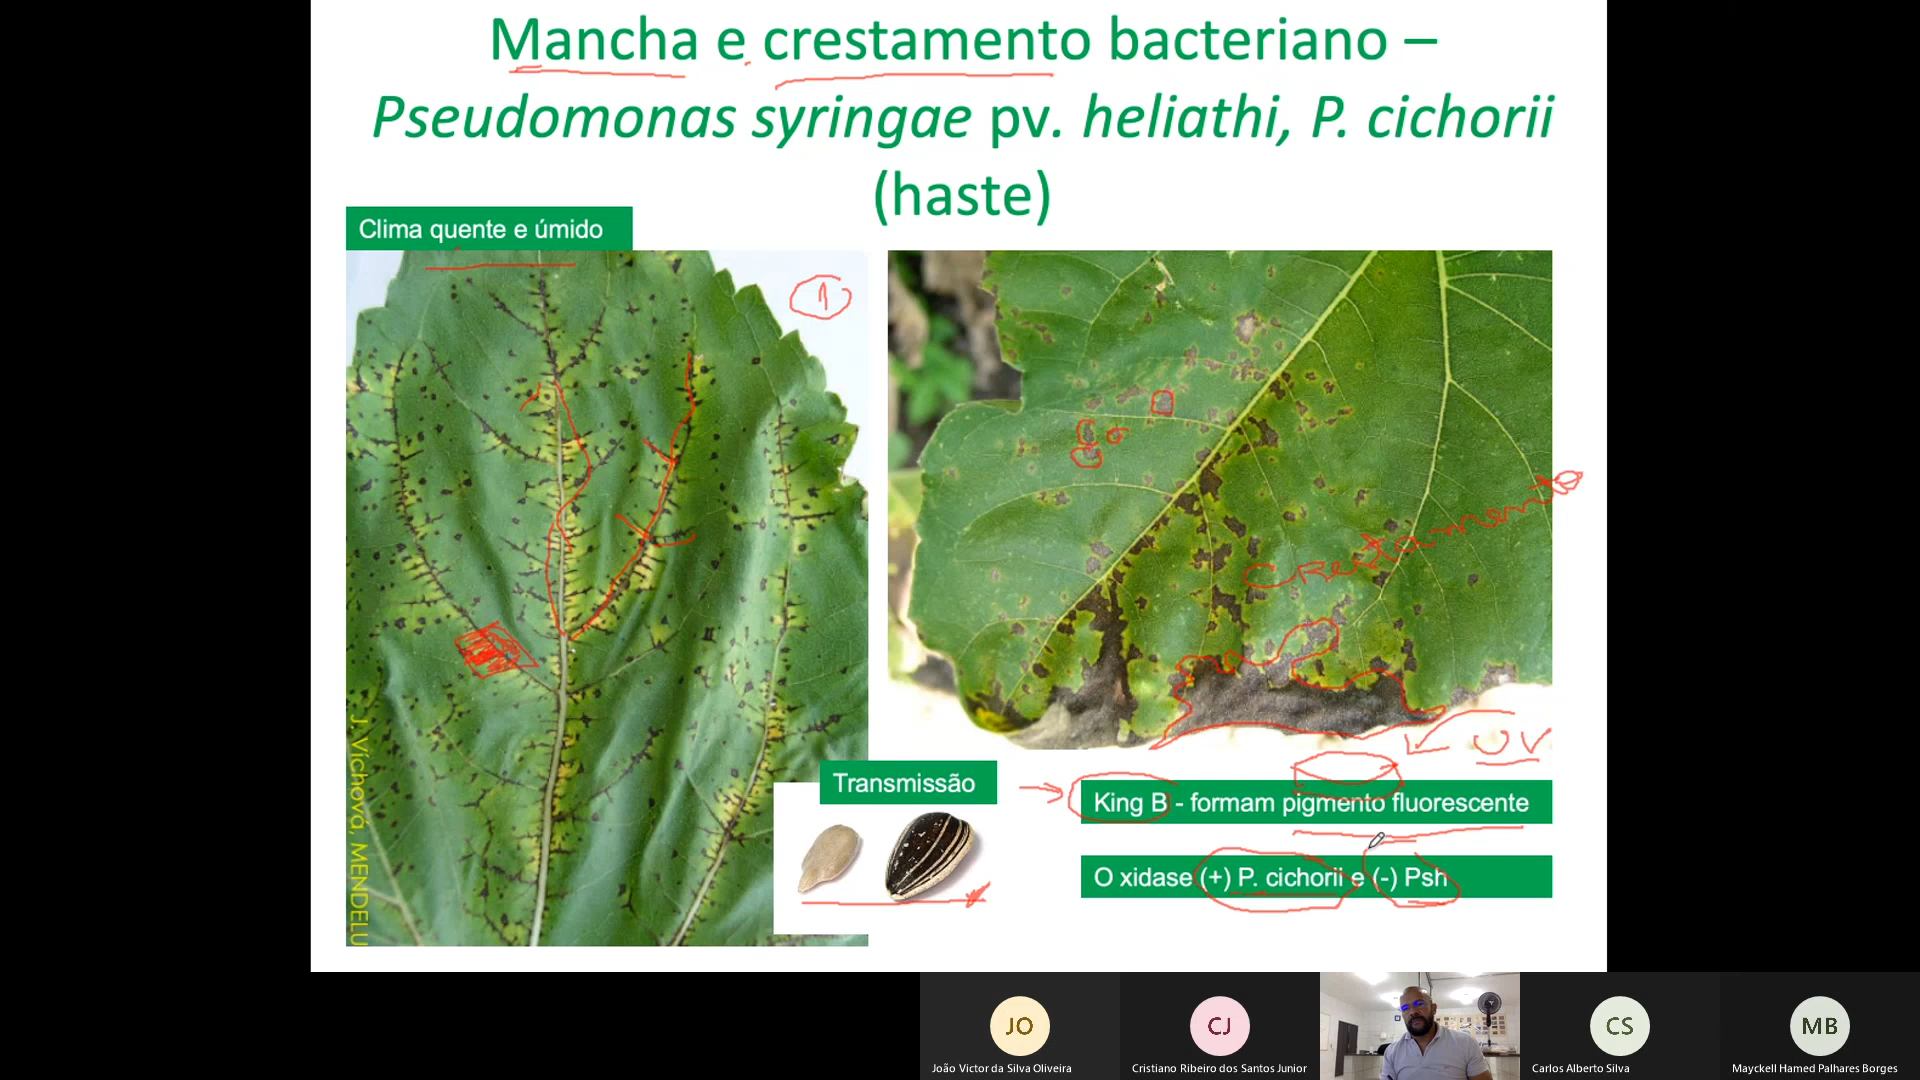 Mancha e crestamento bacteriano –
Pseudomonas syringae pv. heliathi, P. cichorii
(haste)
Clima quente e úmido
1
Crestamento
J. Víchová, MENDELU
UV
Transmissão
King B - formam pigmento fluorescente
O xidase (+) P. cichorii e (-) Psh
JO
CJ
CS
MB
João Victor da Silva Oliveira
Cristiano Ribeiro dos Santos Junior
Carlos Alberto Silva
Mayckell Hamed Palhares Borges